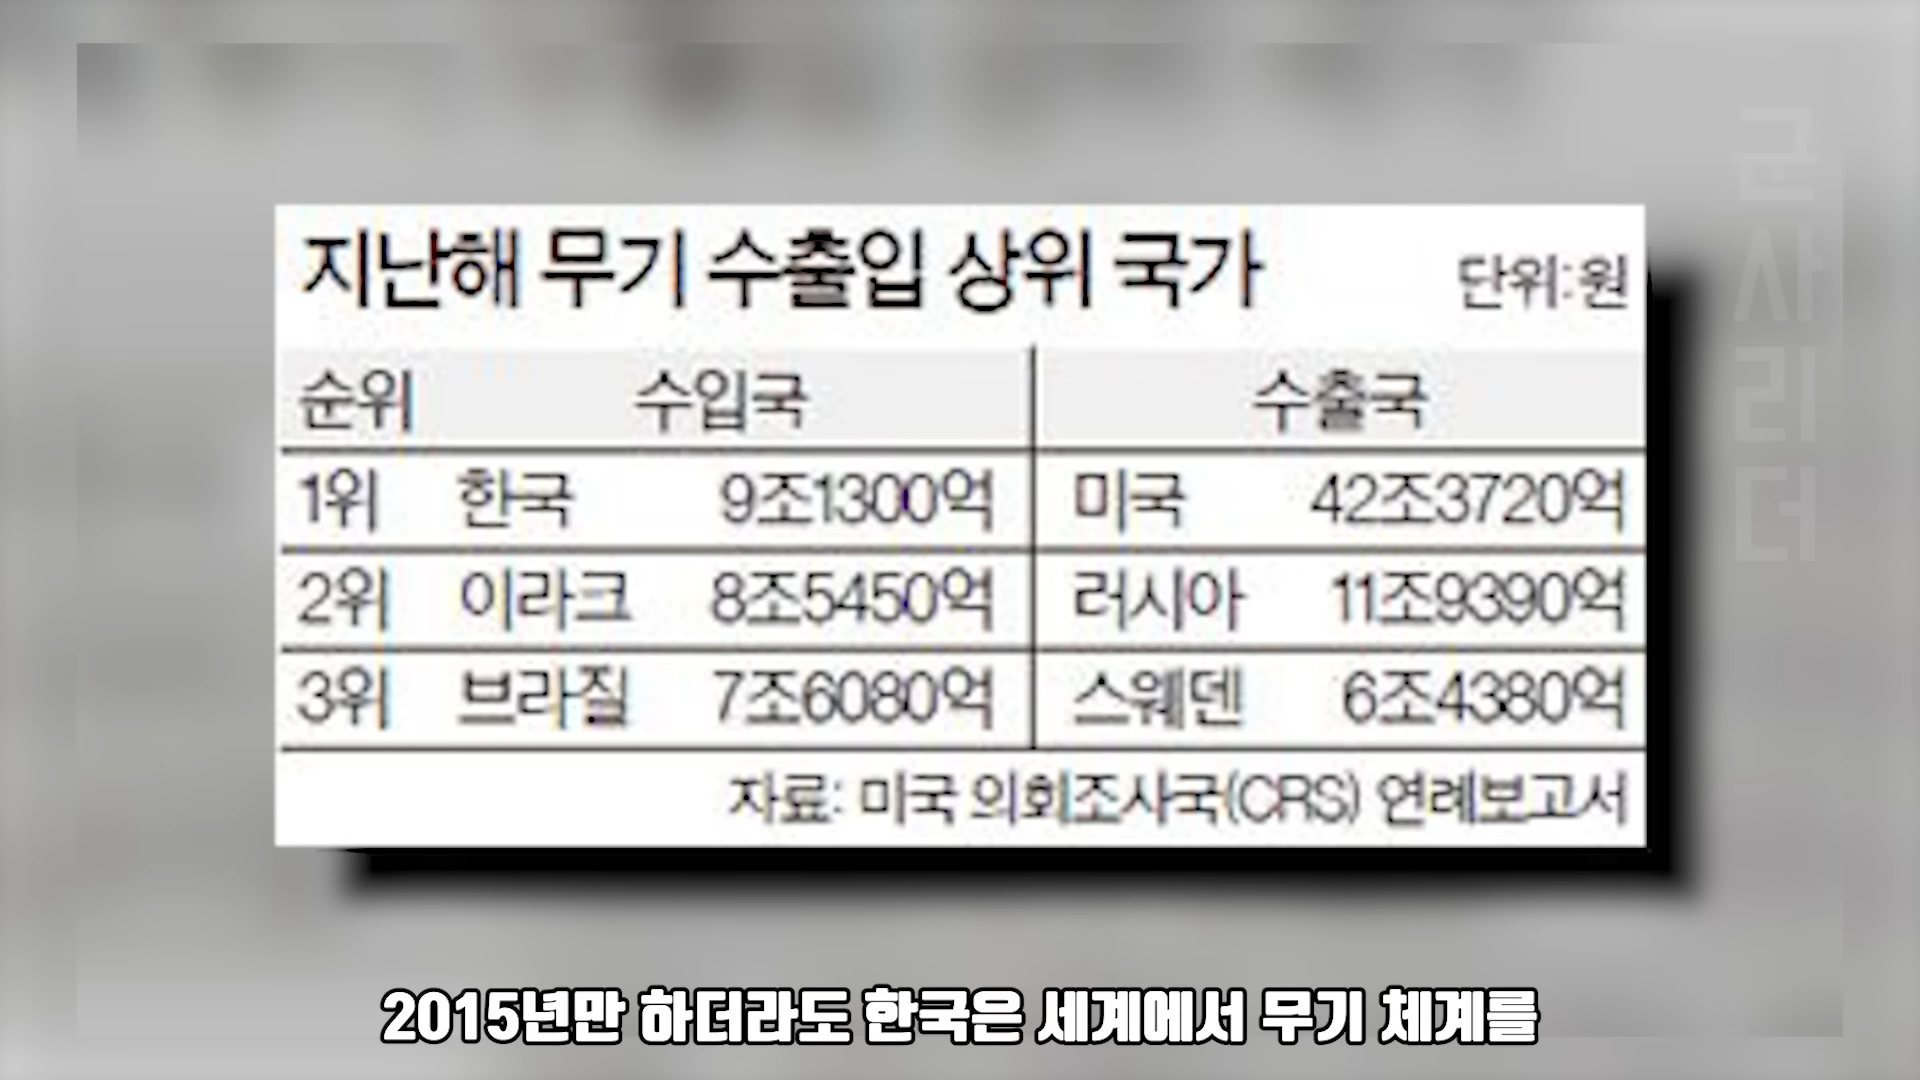 지난해 무기 수출입 상위 국가 단위:원
순위 수입국 수출국
1위 한국 9조1300억 미국 42조3720억
2위 이라크 8조5450억 러시아 11조9390억
3위 브라질 7조6080억 스웨덴 6조4380억
자료: 미국 의회조사국(CRS) 연례보고서
군사리더
2015년만 하더라도 한국은 세계에서 무기 체계를